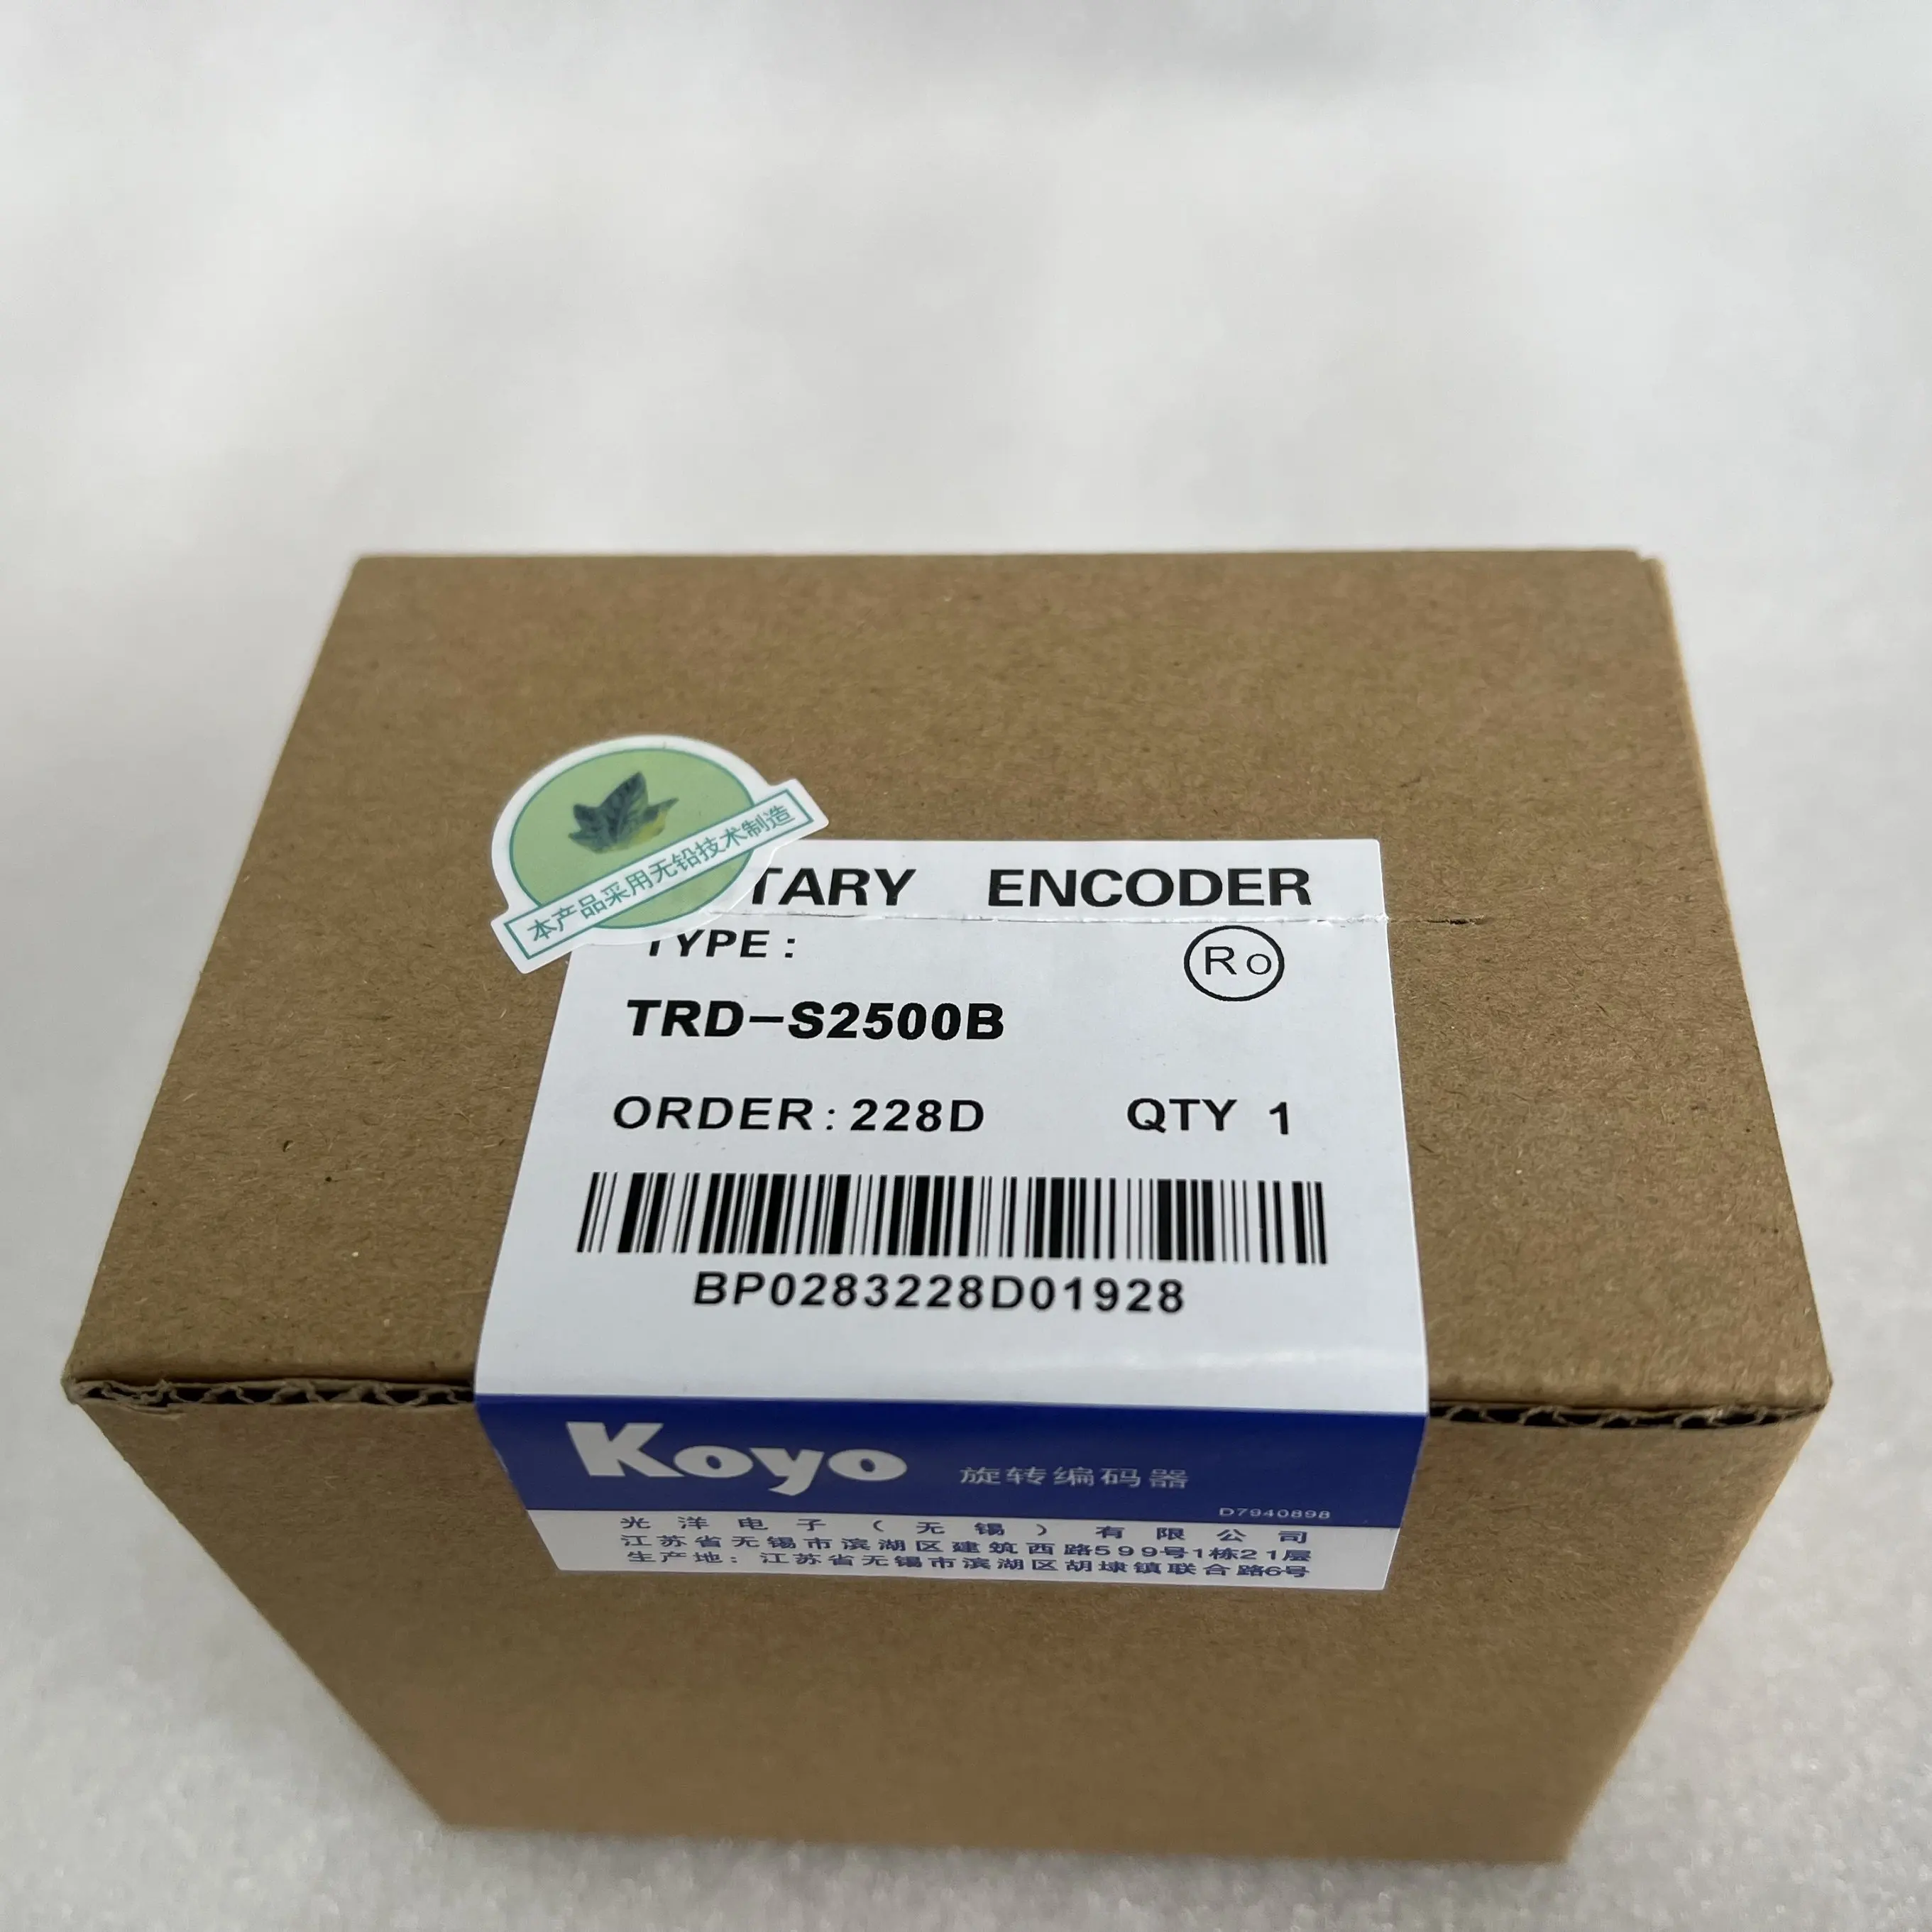 本产品采用无铅技术制造
TARY ENCODER
TYPE:
Ro
TRD-S2500B
ORDER:228D QTY 1
BP0283228D01928
Koyo 旋转编码器
D7940898
光洋电子(无锡)有限公司
江苏省无锡市滨湖区建筑西路599号1栋21层
生产地:江苏省无锡市滨湖区胡埭镇联合路6号